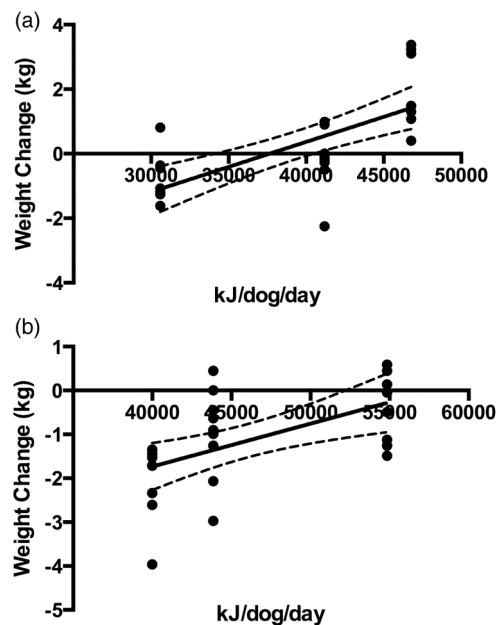 (a)
4
2
0
-2
-4
Weight Change (kg)
30000 35000 40000 45000 50000
kJ/dog/day
(b)
1
0
-1
-2
-3
-4
-5
Weight Change (kg)
40000 45000 50000 55000 60000
kJ/dog/day